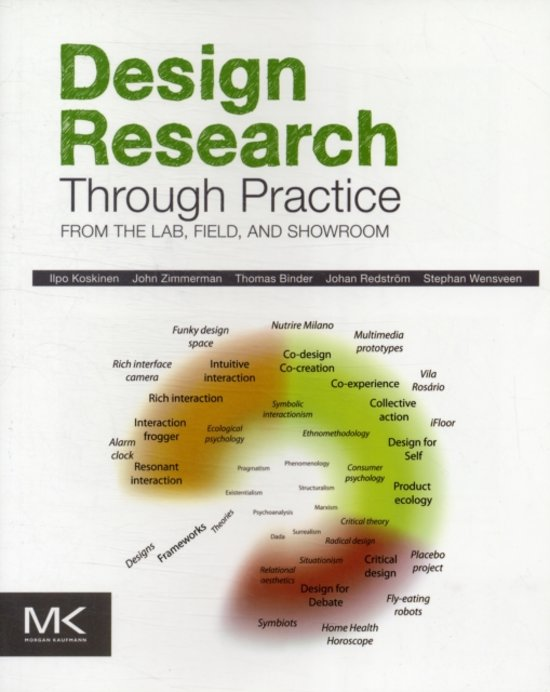 Design
Research
Through Practice
FROM THE LAB, FIELD, AND SHOWROOM
Ilpo Koskinen John Zimmerman Thomas Binder Johan Redström Stephan Wensveen
Funky design
space
Nutrire Milano
Multimedia
prototypes
Rich interface
camera
Intuitive
interaction
Co-design
Co-creation
Co-experience
Vila
Rosário
Rich interaction
Symbolic
interactionism
Collective
action
iFloor
Interaction
frogger
Ecological
psychology
Ethnomethodology
Design for
Self
Alarm
clock
Resonant
interaction
Pragmatism
Phenomenology
Consumer
psychology
Product
ecology
Existentialism
Structuralism
Psychoanalysis
Marxism
Critical theory
Designs
Frameworks
Theories
Dada
Surrealism
Radical design
Situationism
Critical
design
Placebo
project
Relational
aesthetics
Design for
Debate
Fly-eating
robots
Symbiots
Home Health
Horoscope
MK
MORGAN KAUFMANN